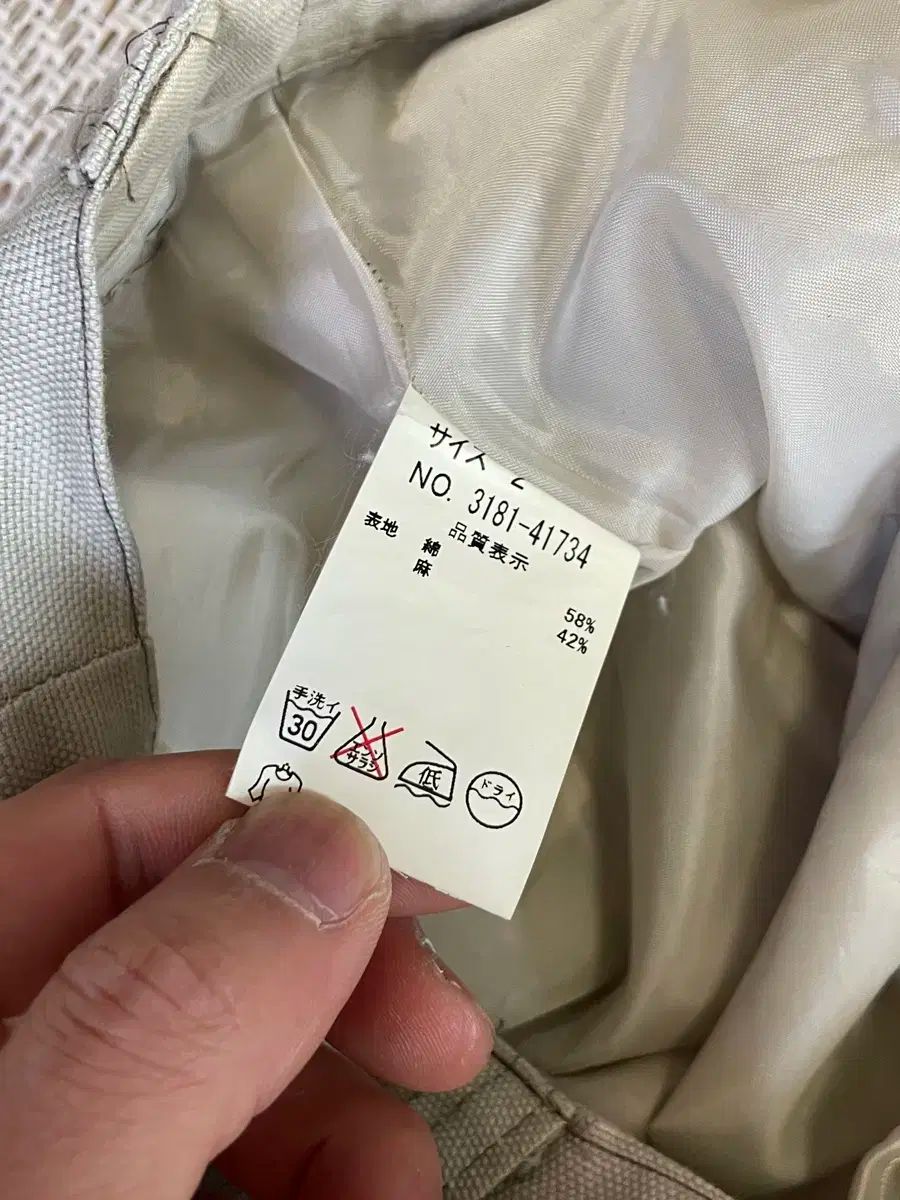 サイズ 2
NO. 3181-41734
品質表示
表地 綿 58%
麻 42%
手洗イ
30
エンソ
サラシ
低
ドライ